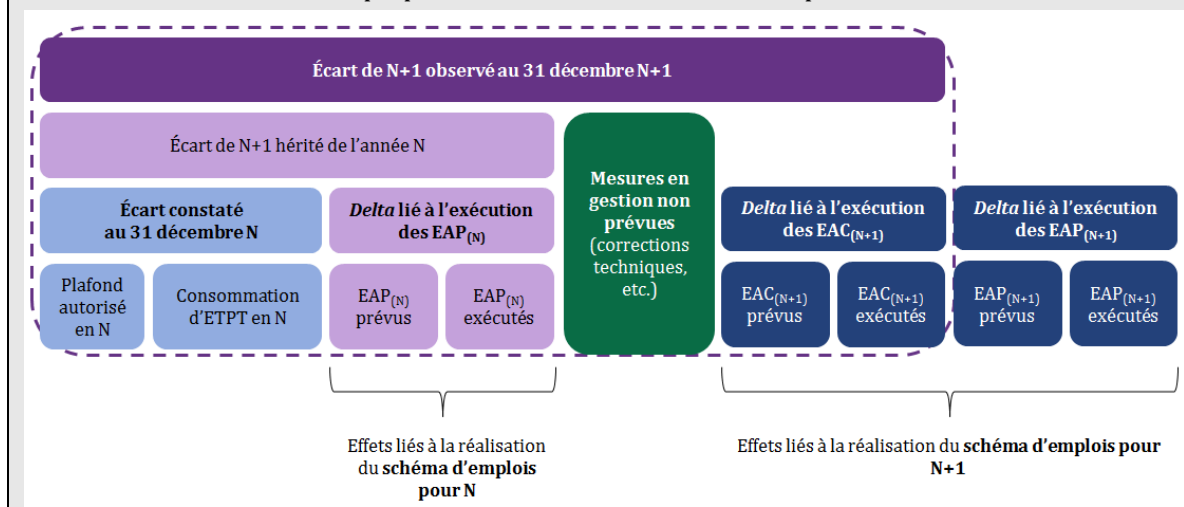 Écart de N+1 observé au 31 décembre N+1
Écart de N+1 hérité de l'année N
Écart constaté
au 31 décembre N
Delta lié à l'exécution
des EAP(N)
Mesures en
gestion non
prévues
(corrections
techniques,
etc.)
Delta lié à l'exécution
des EAC(N+1)
Delta lié à l'exécution
des EAP(N+1)
Plafond
autorisé
en N
Consommation
d'ETPT en N
EAP(N)
prévus
EAP(N)
exécutés
EAC(N+1)
prévus
EAC(N+1)
exécutés
EAP(N+1)
prévus
EAP(N+1)
exécutés
Effets liés à la réalisation
du schéma d'emplois
pour N
Effets liés à la réalisation du schéma d'emplois pour
N+1